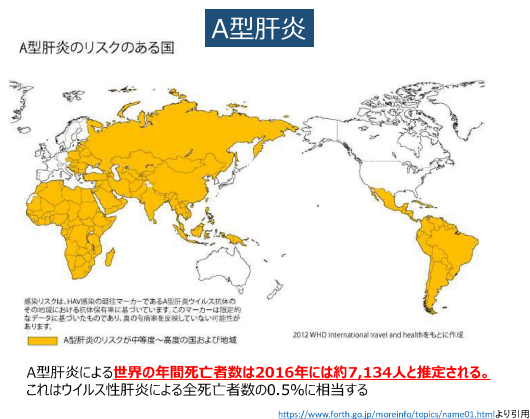 A型肝炎
A型肝炎のリスクのある国
感染リスクは、HAV感染の既往マーカーであるA型肝炎ウイルス抗体の
その地域における抗体保有率に基づいています。このマーカーは限定的
なデータに基づいたものであり、真の有病率を反映していない可能性が
あります。
A型肝炎のリスクが中等度~高度の国および地域
2012 WHO International travel and healthをもとに作成
A型肝炎による世界の年間死亡者数は2016年には約7,134人と推定される。
これはウイルス性肝炎による全死亡者数の0.5%に相当する
https://www.forth.go.jp/moreinfo/topics/name01.htmlより引用